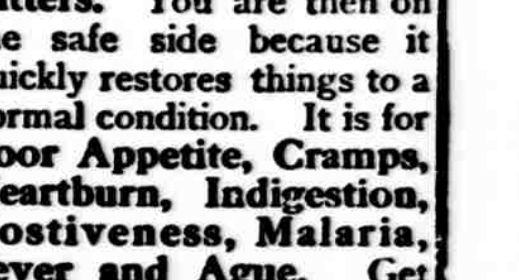 tters. You are then on
e safe side because it
uickly restores things to a
ormal condition. It is for
oor Appetite, Cramps,
eartburn, Indigestion,
ostiveness, Malaria,
ever and Ague. Get